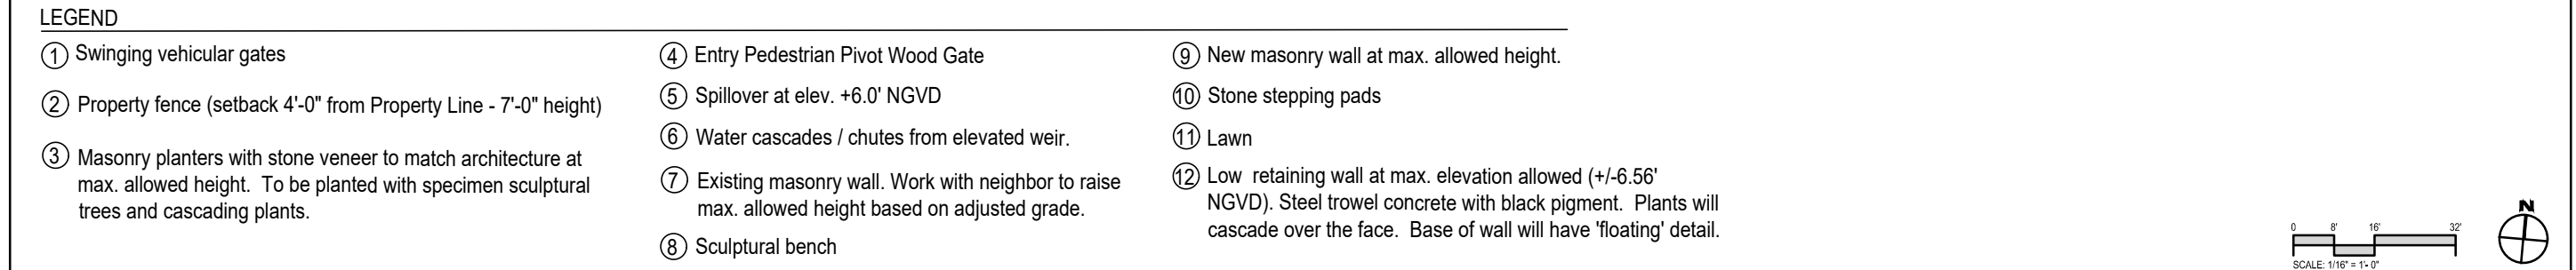 LEGEND
1 Swinging vehicular gates
2 Property fence (setback 4'-0" from Property Line - 7'-0" height)
3 Masonry planters with stone veneer to match architecture at
max. allowed height. To be planted with specimen sculptural
trees and cascading plants.
4 Entry Pedestrian Pivot Wood Gate
5 Spillover at elev. +6.0' NGVD
6 Water cascades / chutes from elevated weir.
7 Existing masonry wall. Work with neighbor to raise
max. allowed height based on adjusted grade.
8 Sculptural bench
9 New masonry wall at max. allowed height.
10 Stone stepping pads
11 Lawn
12 Low retaining wall at max. elevation allowed (+/-6.56'
NGVD). Steel trowel concrete with black pigment. Plants will
cascade over the face. Base of wall will have 'floating' detail.
0 8' 16' 32'
SCALE: 1/16" = 1'- 0"
N